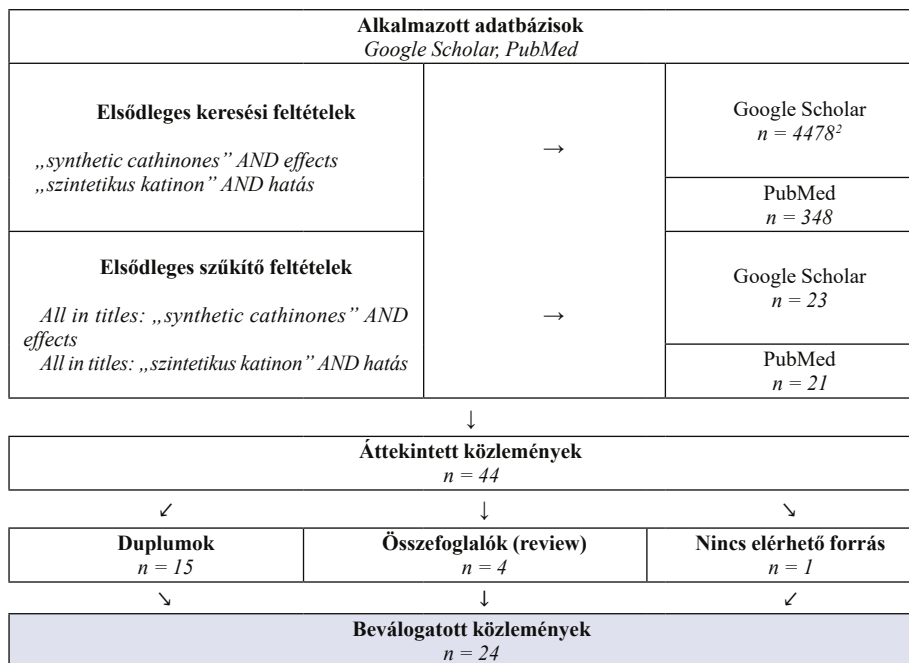 Alkalmazott adatbázisok
Google Scholar, PubMed
Elsődleges keresési feltételek
„synthetic cathinones” AND effects
„szintetikus katinon” AND hatás
→
Google Scholar
n = 4478²
PubMed
n = 348
Elsődleges szűkítő feltételek
All in titles: „synthetic cathinones” AND
effects
All in titles: „szintetikus katinon” AND hatás
→
Google Scholar
n = 23
PubMed
n = 21
↓
Áttekintett közlemények
n = 44
↙ ↓ ↘
Duplumok
n = 15
Összefoglalók (review)
n = 4
Nincs elérhető forrás
n = 1
↘ ↓ ↙
Beválogatott közlemények
n = 24